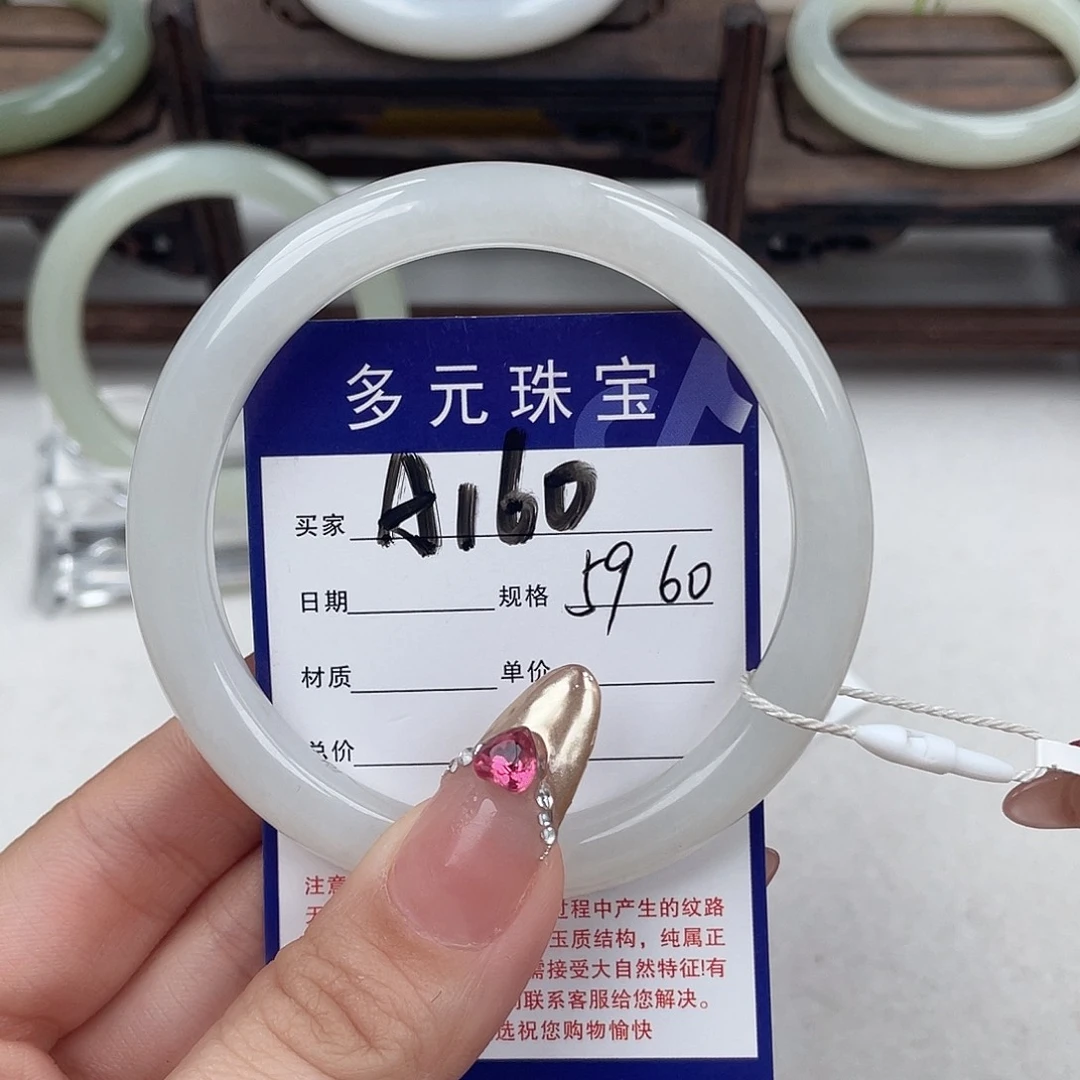 多元珠宝
买家 A160
日期 规格 59 60
材质 单价
总价
注意
过程中产生的纹路
玉质结构，纯属正
需接受大自然特征!有
联系客服给您解决。
选祝您购物愉快